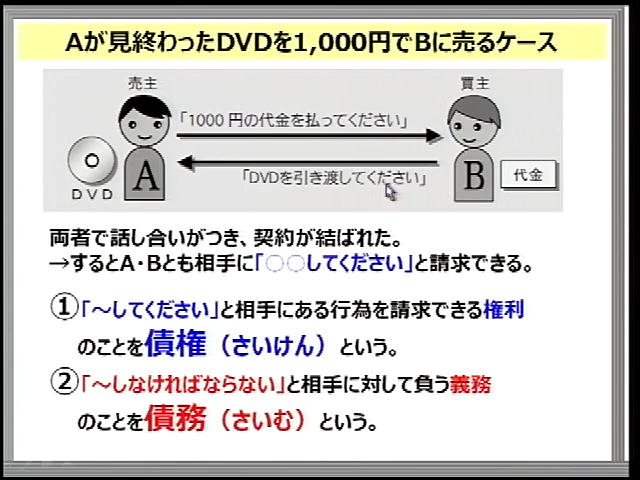 Aが見終わったDVDを1,000円でBに売るケース
売主
買主
「1000 円の代金を払ってください」
「DVDを引き渡してください」
A
B
代金
DVD
両者で話し合いがつき、契約が結ばれた。
→するとA・Bとも相手に「○○してください」と請求できる。
①「～してください」と相手にある行為を請求できる権利
のことを債権（さいけん）という。
②「～しなければならない」と相手に対して負う義務
のことを債務（さいむ）という。